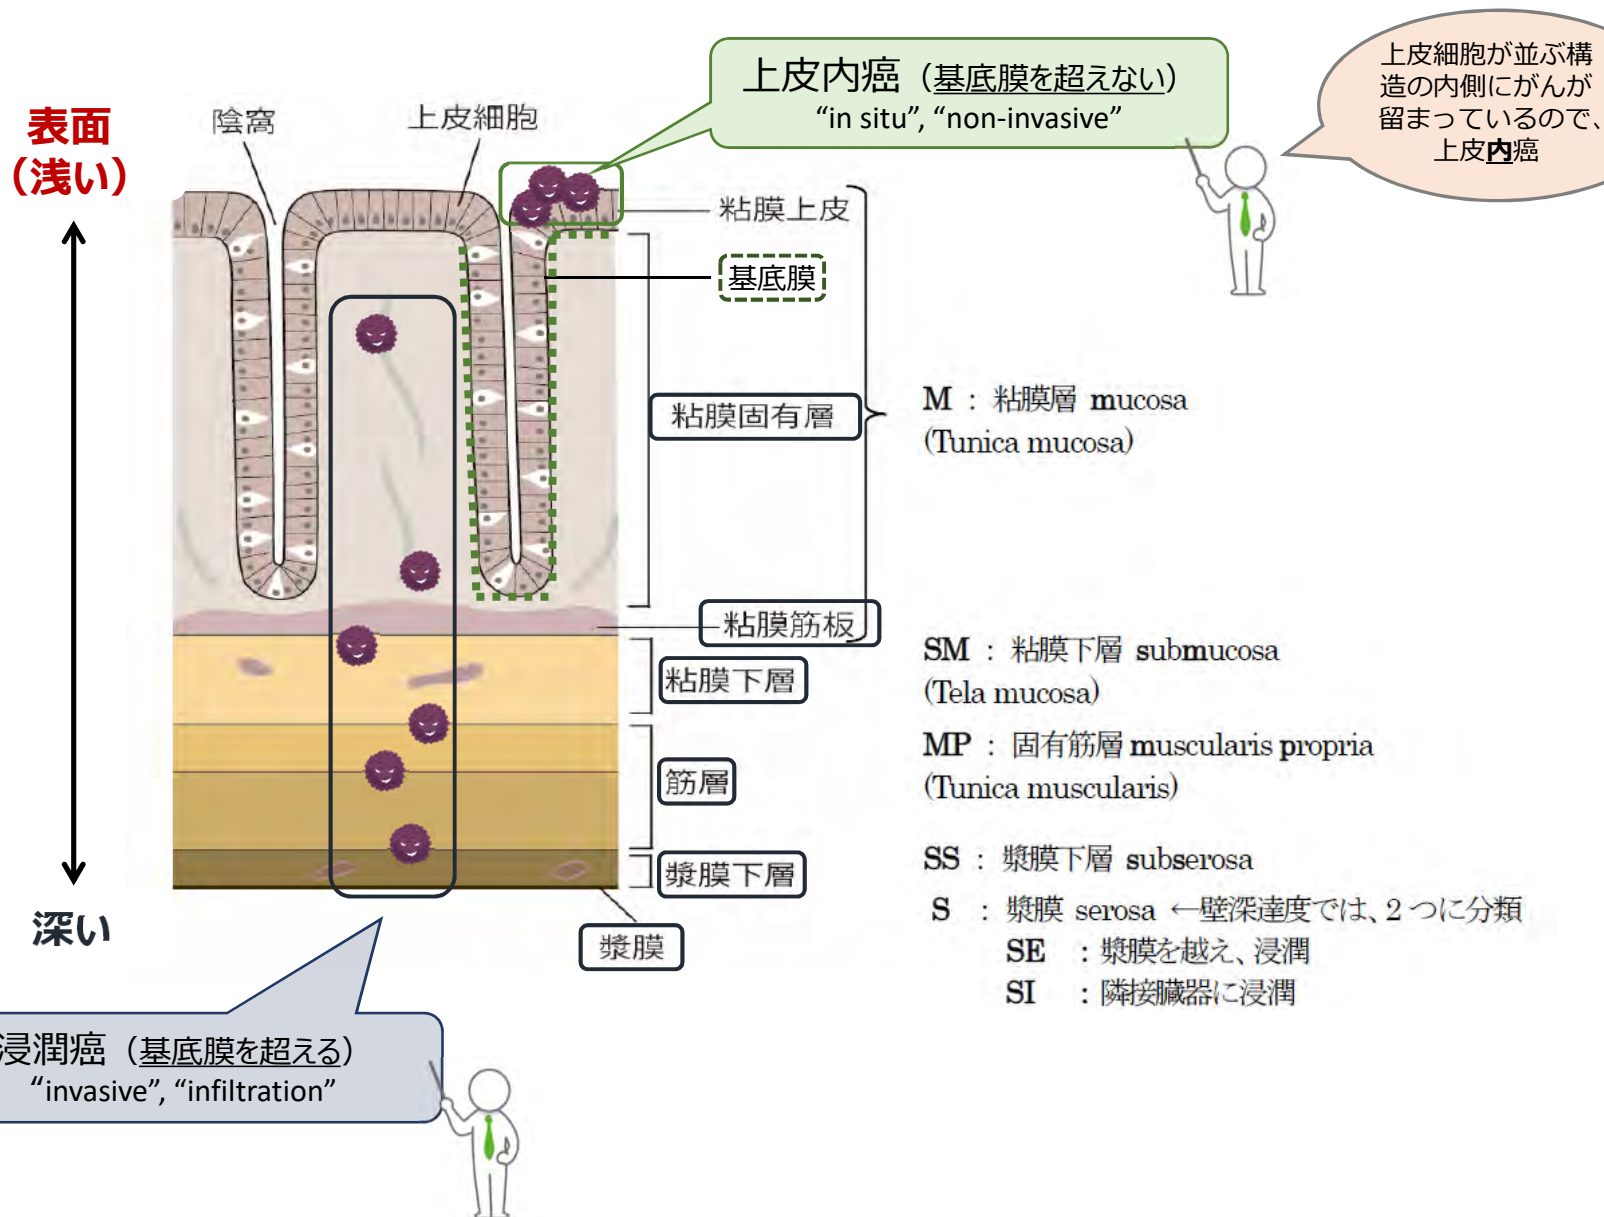 上皮内癌（基底膜を超えない）
“in situ”, “non-invasive”
上皮細胞が並ぶ構
造の内側にがんが
留まっているので、
上皮内癌
表面
（浅い）
陰窩
上皮細胞
粘膜上皮
基底膜
粘膜固有層
M ： 粘膜層 mucosa
(Tunica mucosa)
粘膜筋板
粘膜下層
SM ： 粘膜下層 submucosa
(Tela mucosa)
筋層
MP ： 固有筋層 muscularis propria
(Tunica muscularis)
漿膜下層
SS ： 漿膜下層 subserosa
漿膜
S ： 漿膜 serosa ←壁深達度では、2 つに分類
SE ：漿膜を越え、浸潤
SI ：隣接臓器に浸潤
深い
浸潤癌（基底膜を超える）
“invasive”, “infiltration”